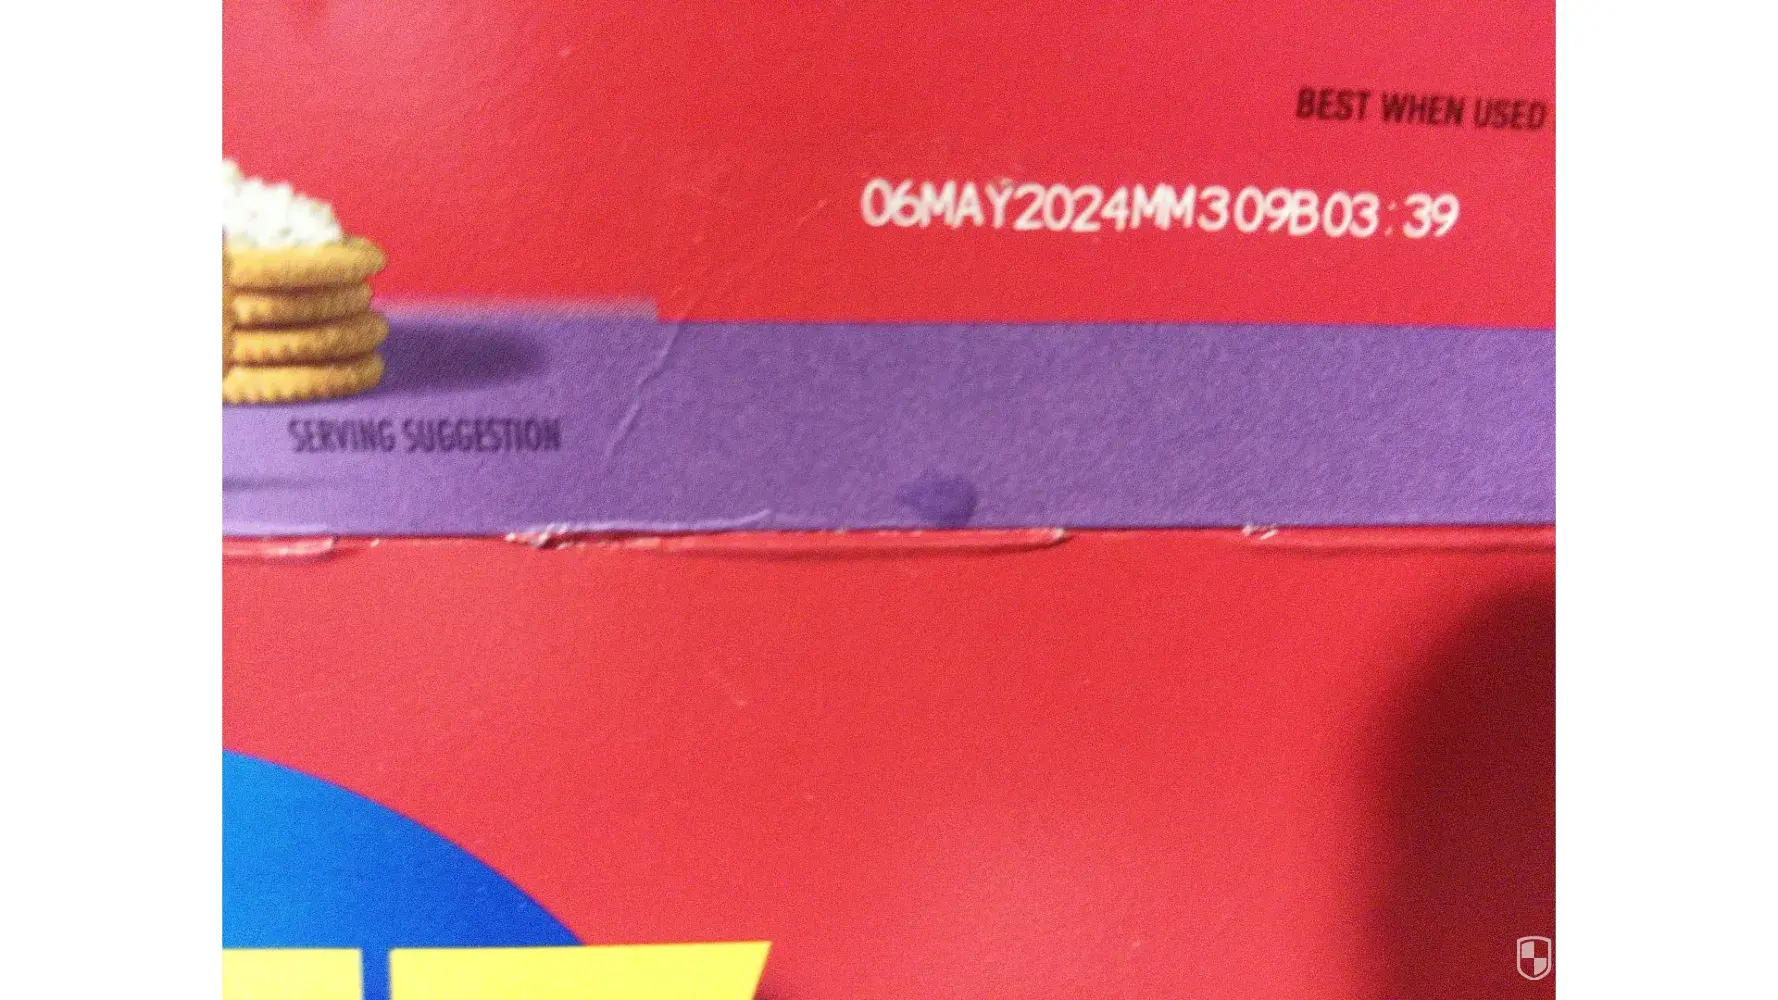 BEST WHEN USED
06MAY2024MM309B03:39
SERVING SUGGESTION